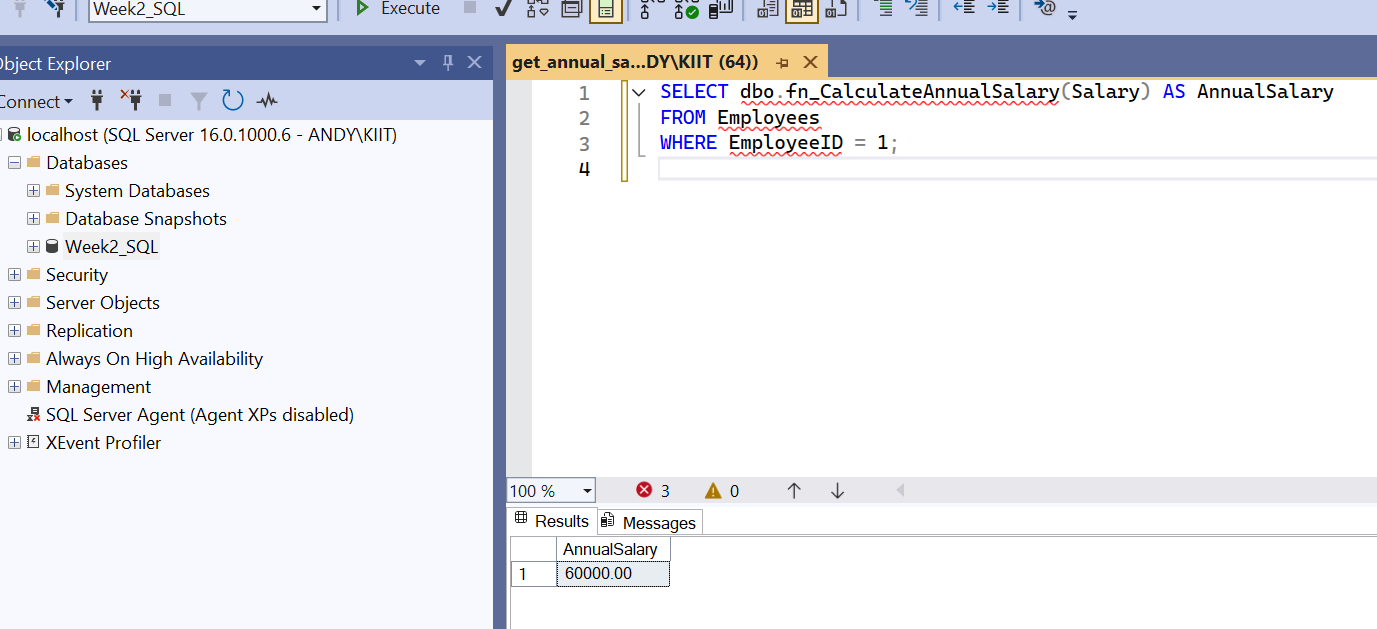 Week2_SQL
Execute
Object Explorer
Connect
localhost (SQL Server 16.0.1000.6 - ANDY\KIIT)
Databases
System Databases
Database Snapshots
Week2_SQL
Security
Server Objects
Replication
Always On High Availability
Management
SQL Server Agent (Agent XPs disabled)
XEvent Profiler
get_annual_sa...DY\KIIT (64))
1 SELECT dbo.fn_CalculateAnnualSalary(Salary) AS AnnualSalary
2 FROM Employees
3 WHERE EmployeeID = 1;
4
100 % 3 0
Results Messages
AnnualSalary
1 60000.00